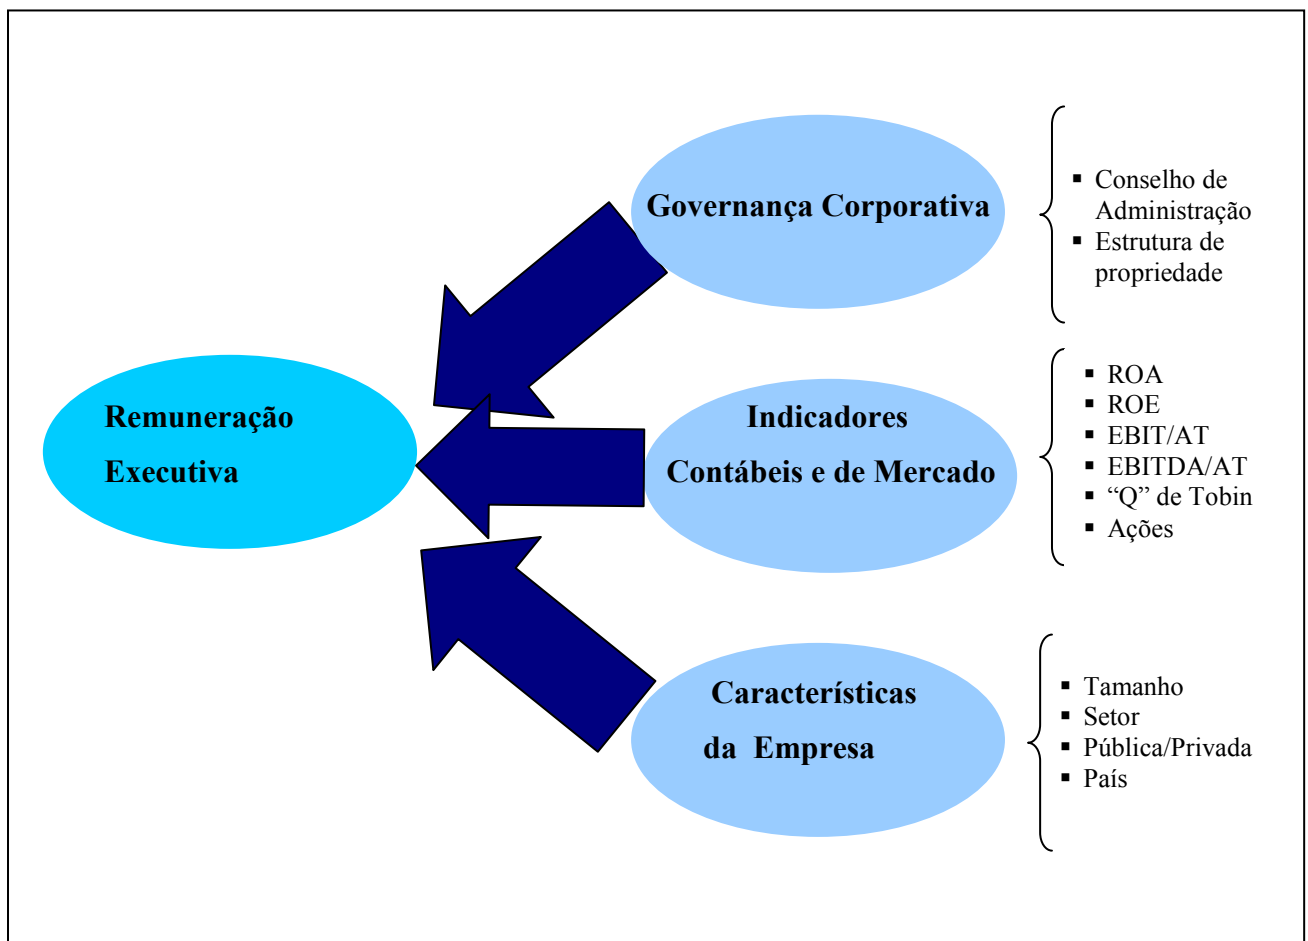 Governança Corporativa
▪ Conselho de
Administração
▪ Estrutura de
propriedade
Remuneração
Executiva
Indicadores
Contábeis e de Mercado
▪ ROA
▪ ROE
▪ EBIT/AT
▪ EBITDA/AT
▪ “Q” de Tobin
▪ Ações
Características
da Empresa
▪ Tamanho
▪ Setor
▪ Pública/Privada
▪ País